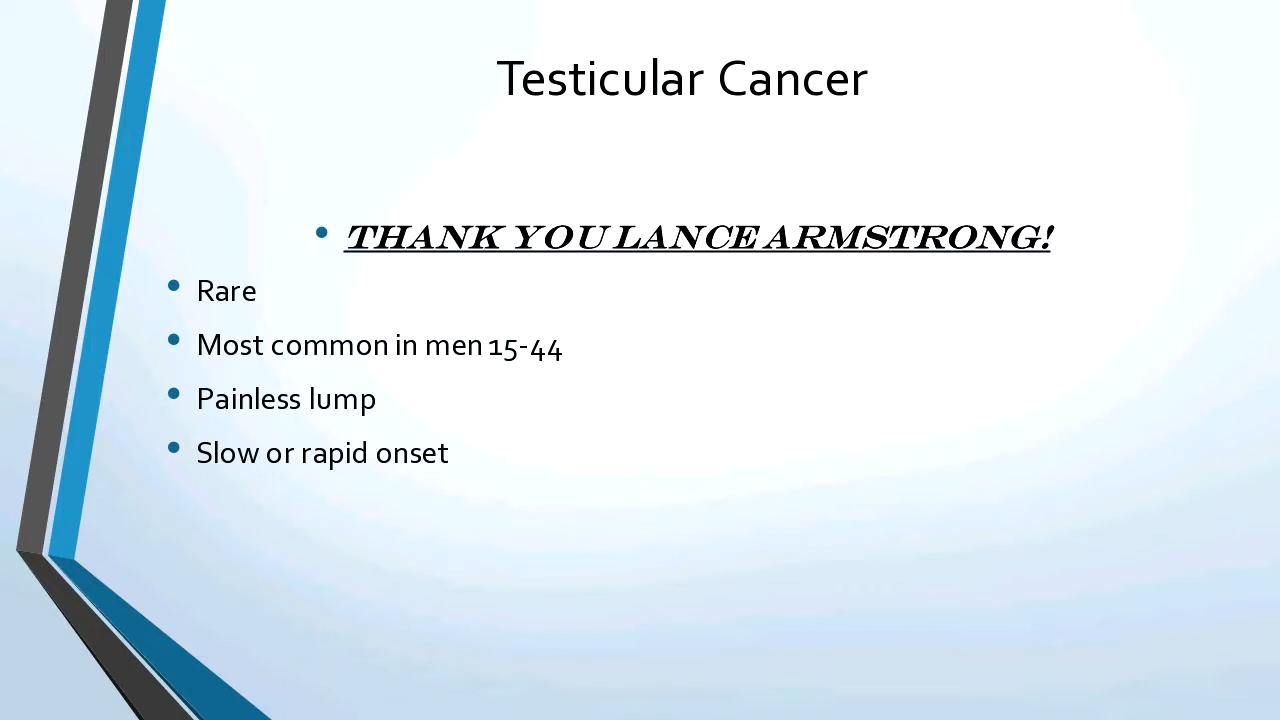 Testicular Cancer
• THANK YOU LANCE ARMSTRONG!
• Rare
• Most common in men 15-44
• Painless lump
• Slow or rapid onset